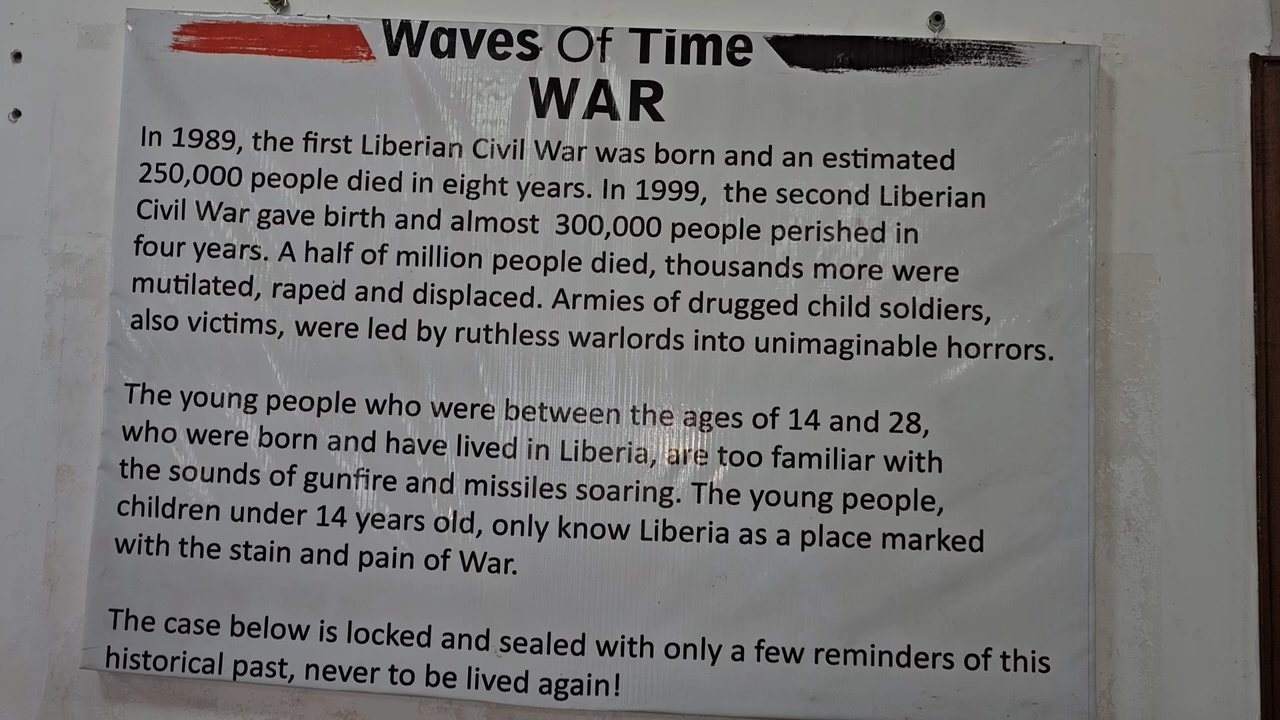 Waves Of Time
WAR
In 1989, the first Liberian Civil War was born and an estimated
250,000 people died in eight years. In 1999, the second Liberian
Civil War gave birth and almost 300,000 people perished in
four years. A half of million people died, thousands more were
mutilated, raped and displaced. Armies of drugged child soldiers,
also victims, were led by ruthless warlords into unimaginable horrors.
The young people who were between the ages of 14 and 28,
who were born and have lived in Liberia, are too familiar with
the sounds of gunfire and missiles soaring. The young people,
children under 14 years old, only know Liberia as a place marked
with the stain and pain of War.
The case below is locked and sealed with only a few reminders of this
historical past, never to be lived again!